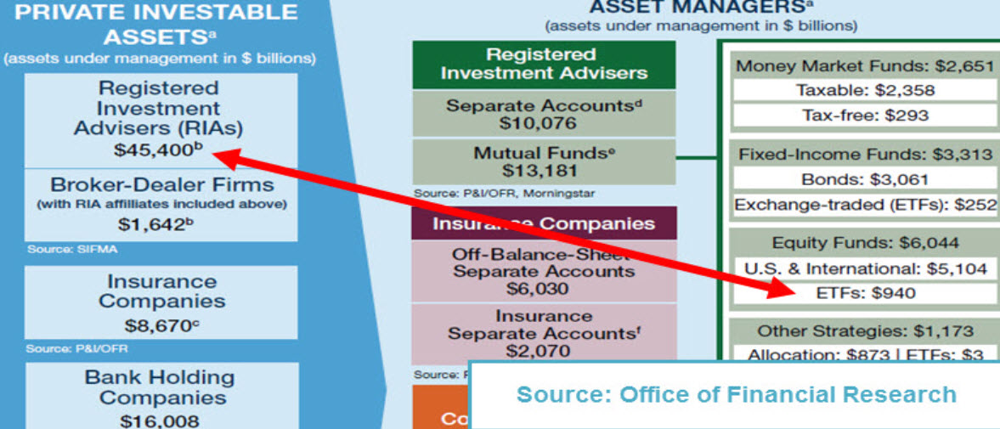 PRIVATE INVESTABLE
ASSETSᵃ
(assets under management in $ billions)
Registered
Investment
Advisers (RIAs)
$45,400ᵇ
Broker-Dealer Firms
(with RIA affilliates included above)
$1,642ᵇ
Source: SIFMA
Insurance
Companies
$8,670ᶜ
Source: P&I/OFR
Bank Holding
Companies
$16,008
ASSET MANAGERSᵃ
(assets under management in $ billions)
Registered
Investment Advisers
Separate Accountsᵈ
$10,076
Mutual Fundsᵉ
$13,181
Source: P&I/OFR, Morningstar
Insurance Companies
Off-Balance-Sheet
Separate Accounts
$6,030
Insurance
Separate Accountsᶠ
$2,070
Source:
Money Market Funds: $2,651
Taxable: $2,358
Tax-free: $293
Fixed-Income Funds: $3,313
Bonds: $3,061
Exchange-traded (ETFs): $252
Equity Funds: $6,044
U.S. & International: $5,104
ETFs: $940
Other Strategies: $1,173
Allocation: $873 | ETFs: $3
Source: Office of Financial Research